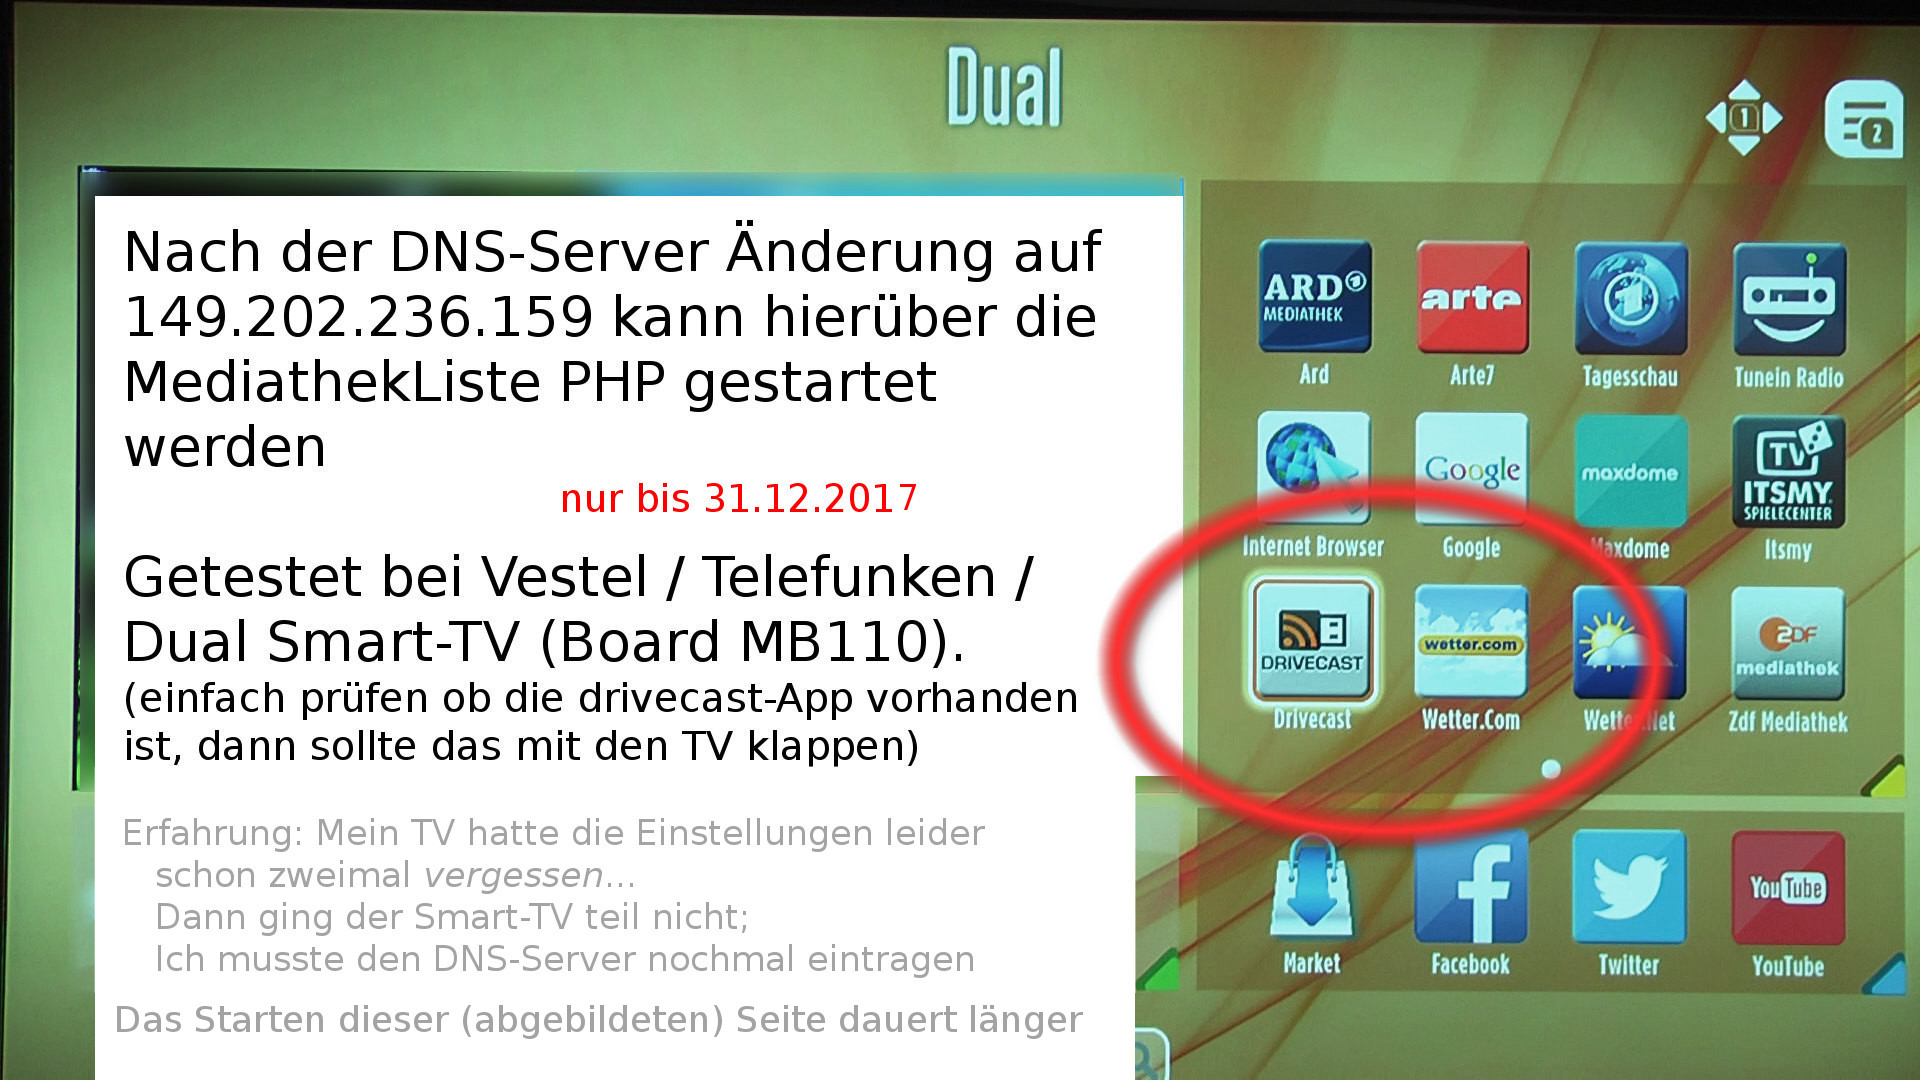 Dual
1
2
Nach der DNS-Server Änderung auf
149.202.236.159 kann hierüber die
MediathekListe PHP gestartet
werden
nur bis 31.12.2017
Getestet bei Vestel / Telefunken /
Dual Smart-TV (Board MB110).
(einfach prüfen ob die drivecast-App vorhanden
ist, dann sollte das mit den TV klappen)
Erfahrung: Mein TV hatte die Einstellungen leider
schon zweimal vergessen...
Dann ging der Smart-TV teil nicht;
Ich musste den DNS-Server nochmal eintragen
Das Starten dieser (abgebildeten) Seite dauert länger
ARD 1
MEDIATHEK
arte
1
Ard
Arte7
Tagesschau
Tunein Radio
Google
maxdome
TV
ITSMY
SPIELECENTER
Internet Browser
Google
Maxdome
Itsmy
DRIVECAST
wetter.com
ZDF
mediathek
Drivecast
Wetter.Com
Wetter.Net
Zdf Mediathek
f
YouTube
Market
Facebook
Twitter
YouTube